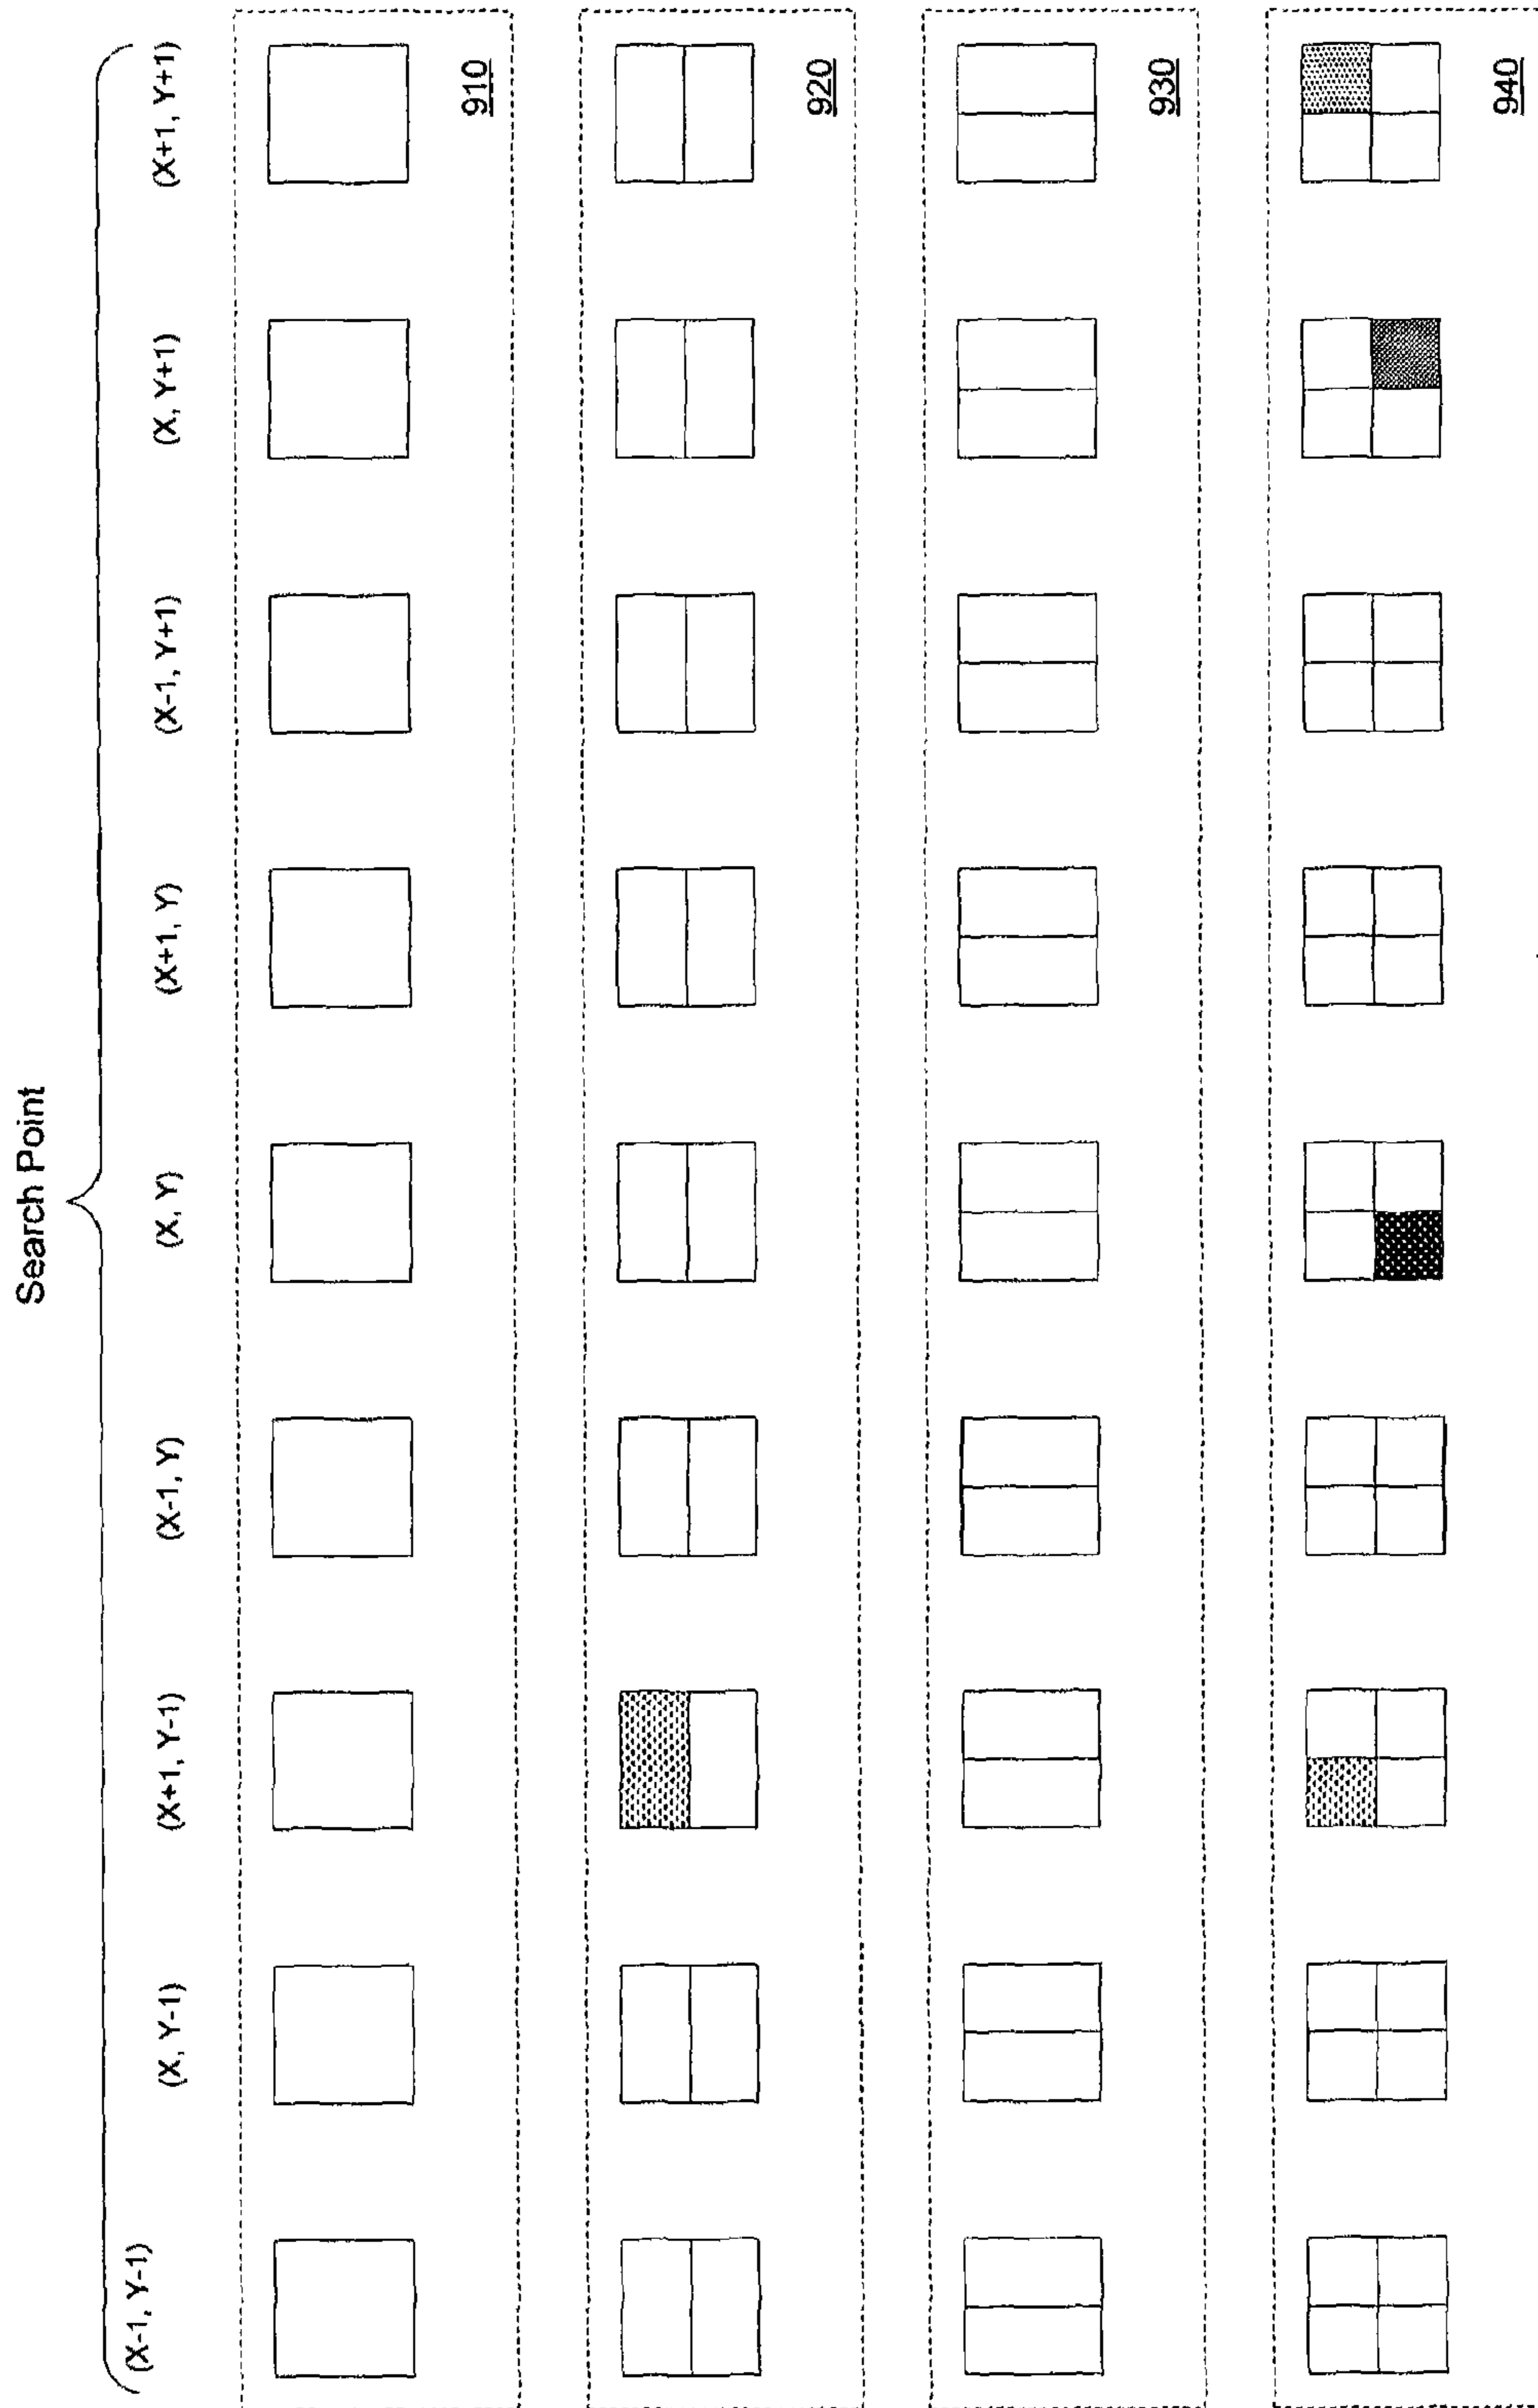 Search Point
(X-1, Y-1)
(X, Y-1)
(X+1, Y-1)
(X-1, Y)
(X, Y)
(X+1, Y)
(X-1, Y+1)
(X, Y+1)
(X+1, Y+1)
910
920
930
940